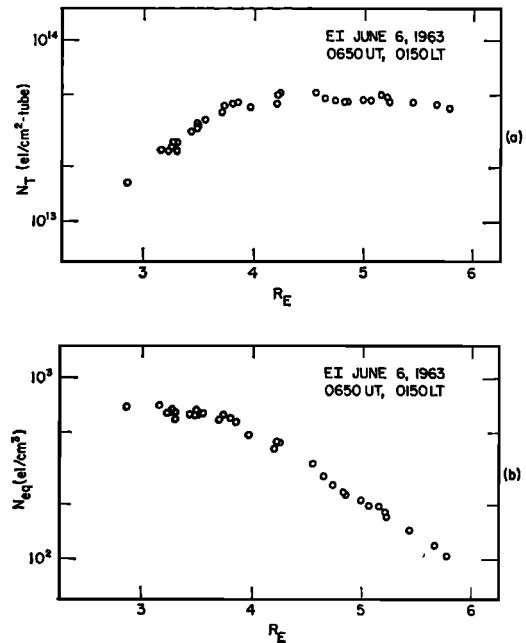 EI JUNE 6, 1963
0650 UT, 0150 LT
10¹⁴
N_T (el/cm²-tube)
10¹³
(a)
3 4 5 6
R_E
EI JUNE 6, 1963
0650 UT, 0150 LT
10³
N_eq (el/cm³)
10²
(b)
3 4 5 6
R_E